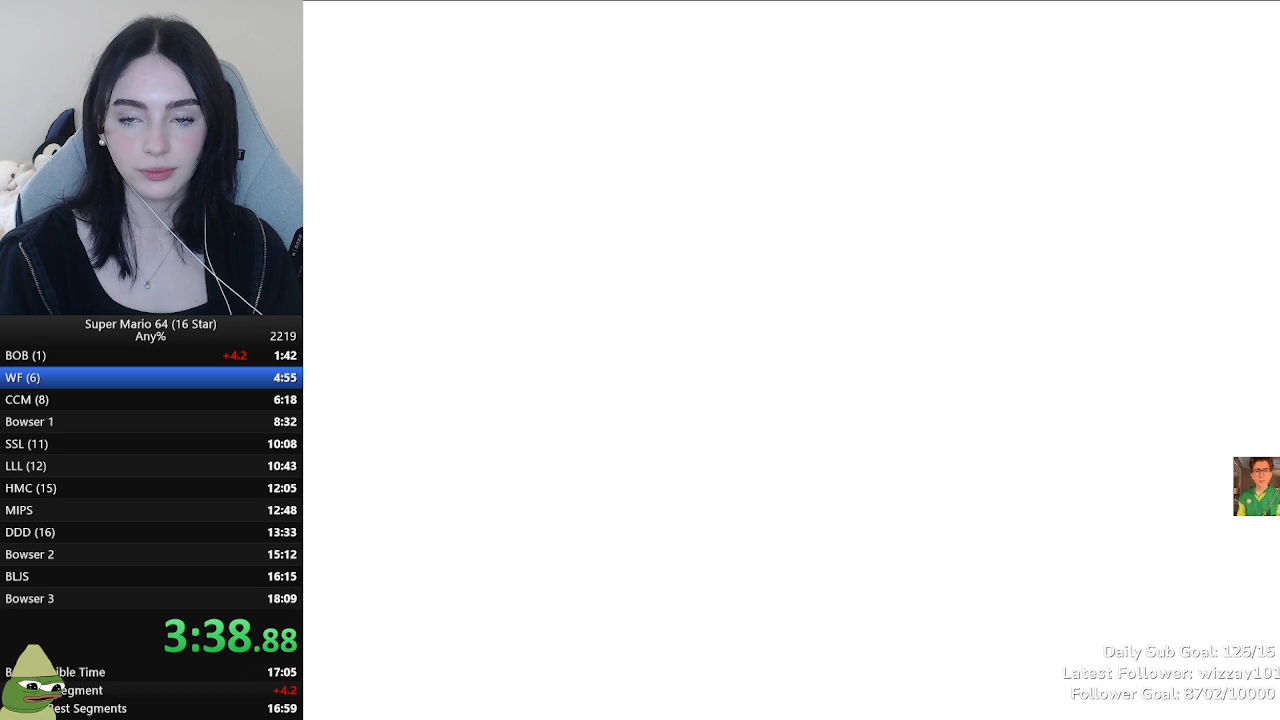 Super Mario 64 (16 Star)
Any% 2219
BOB (1) +4.2 1:42
WF (6) 4:55
CCM (8) 6:18
Bowser 1 8:32
SSL (11) 10:08
LLL (12) 10:43
HMC (15) 12:05
MIPS 12:48
DDD (16) 13:33
Bowser 2 15:12
BLJS 16:15
Bowser 3 18:09
3:38.88
ible Time 17:05
egment +4.2
Best Segments 16:59
Daily Sub Goal: 125/15
Latest Follower: wizzay101
Follower Goal: 8702/10000